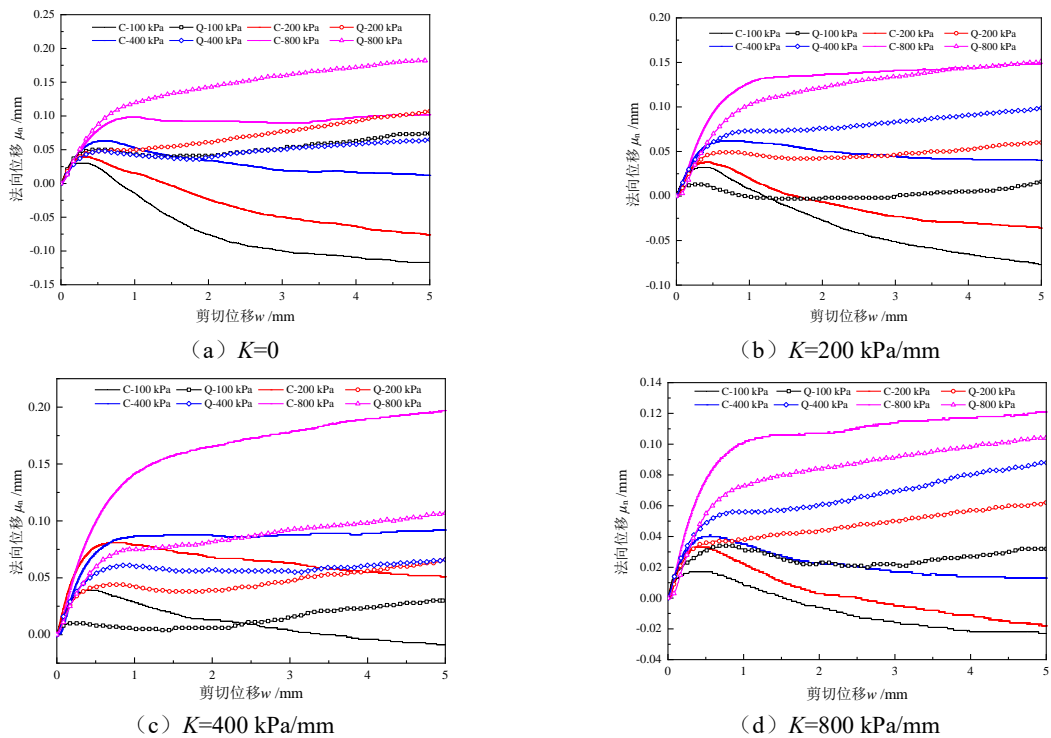 C-100 kPa Q-100 kPa C-200 kPa Q-200 kPa
C-400 kPa Q-400 kPa C-800 kPa Q-800 kPa
0.25
0.20
0.15
0.10
0.05
0.00
-0.05
-0.10
-0.15
法向位移 μn /mm
0 1 2 3 4 5
剪切位移w /mm
（a）K=0
C-100 kPa Q-100 kPa C-200 kPa Q-200 kPa
C-400 kPa Q-400 kPa C-800 kPa Q-800 kPa
0.20
0.15
0.10
0.05
0.00
-0.05
-0.10
法向位移 μn /mm
0 1 2 3 4 5
剪切位移w /mm
（b）K=200 kPa/mm
C-100 kPa Q-100 kPa C-200 kPa Q-200 kPa
C-400 kPa Q-400 kPa C-800 kPa Q-800 kPa
0.20
0.15
0.10
0.05
0.00
法向位移 μn /mm
0 1 2 3 4 5
剪切位移w /mm
（c）K=400 kPa/mm
C-100 kPa Q-100 kPa C-200 kPa Q-200 kPa
C-400 kPa Q-400 kPa C-800 kPa Q-800 kPa
0.14
0.12
0.10
0.08
0.06
0.04
0.02
0.00
-0.02
-0.04
法向位移 μn /mm
0 1 2 3 4 5
剪切位移w /mm
（d）K=800 kPa/mm